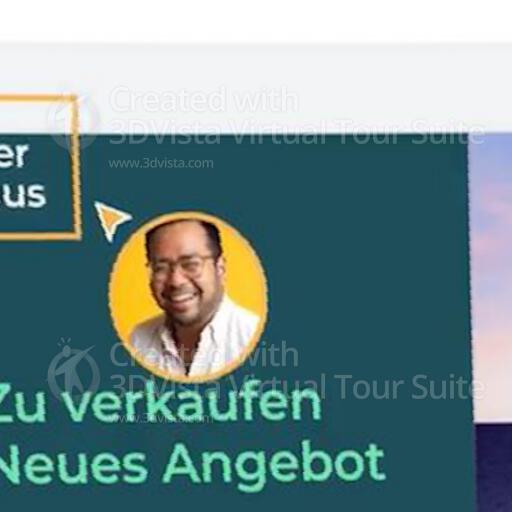 Created with
3DVista Virtual Tour Suite
www.3dvista.com
er
us
Created with
3DVista Virtual Tour Suite
www.3dvista.com
Zu verkaufen
Neues Angebot